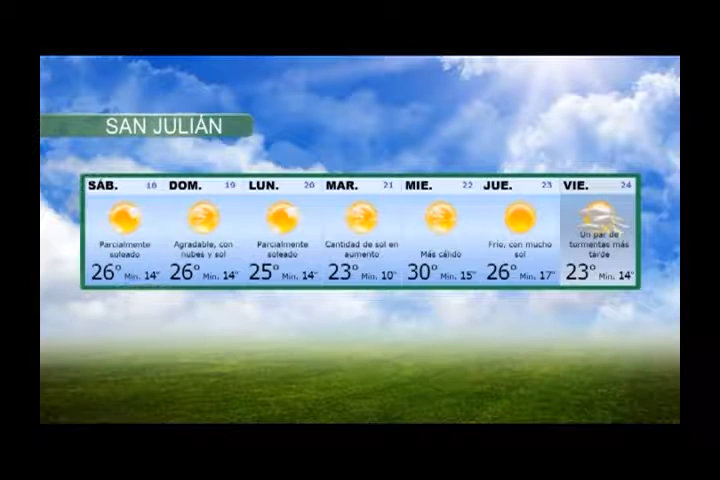 SAN JULIÁN
SÁB. 18 DOM. 19 LUN. 20 MAR. 21 MIE. 22 JUE. 23 VIE. 24
Parcialmente soleado
26° Min. 14°
Agradable, con nubes y sol
26° Min. 14°
Parcialmente soleado
25° Min. 14°
Cantidad de sol en aumento
23° Min. 10°
Más cálido
30° Min. 15°
Frío, con mucho sol
26° Min. 17°
Un par de tormentas más tarde
23° Min. 14°